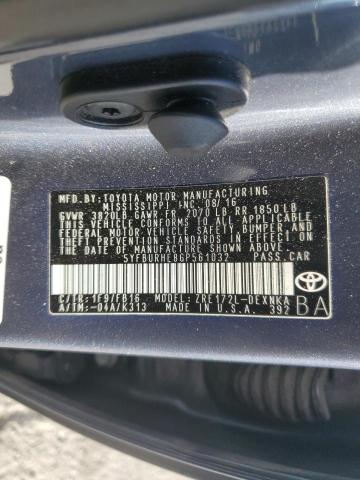 MFD.BY: TOYOTA MOTOR MANUFACTURING
MISSISSIPPI INC. 08/16
GVWR 3820LB GAWR FR 2070 LB RR 1850 LB
THIS VEHICLE CONFORMS TO ALL APPLICABLE
FEDERAL MOTOR VEHICLE SAFETY, BUMPER, AND
THEFT PREVENTION STANDARDS IN EFFECT ON
THE DATE OF MANUFACTURE SHOWN ABOVE.
5YFBURHE8GP561032 PASS.CAR
C/TR: 1F9/FB16 MODEL: ZRE172L-DEXNKA
A/TM: -04A/K313 MADE IN U.S.A. 392
BA